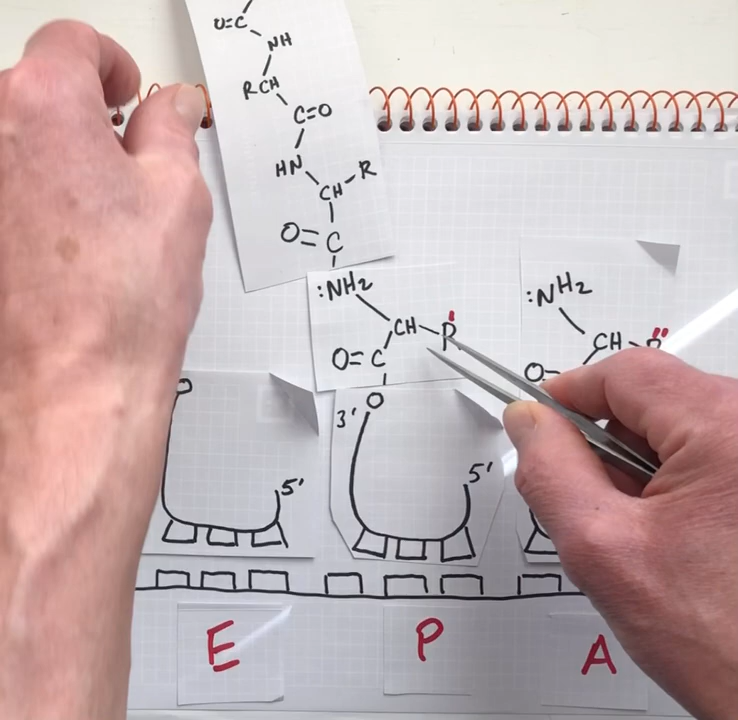 O=C
NH
RCH
C=O
HN
CH-R
O=C
:NH2
CH-R'
O=C
O
3'
5'
:NH2
CH-R"
O=
O
5'
E
P
A